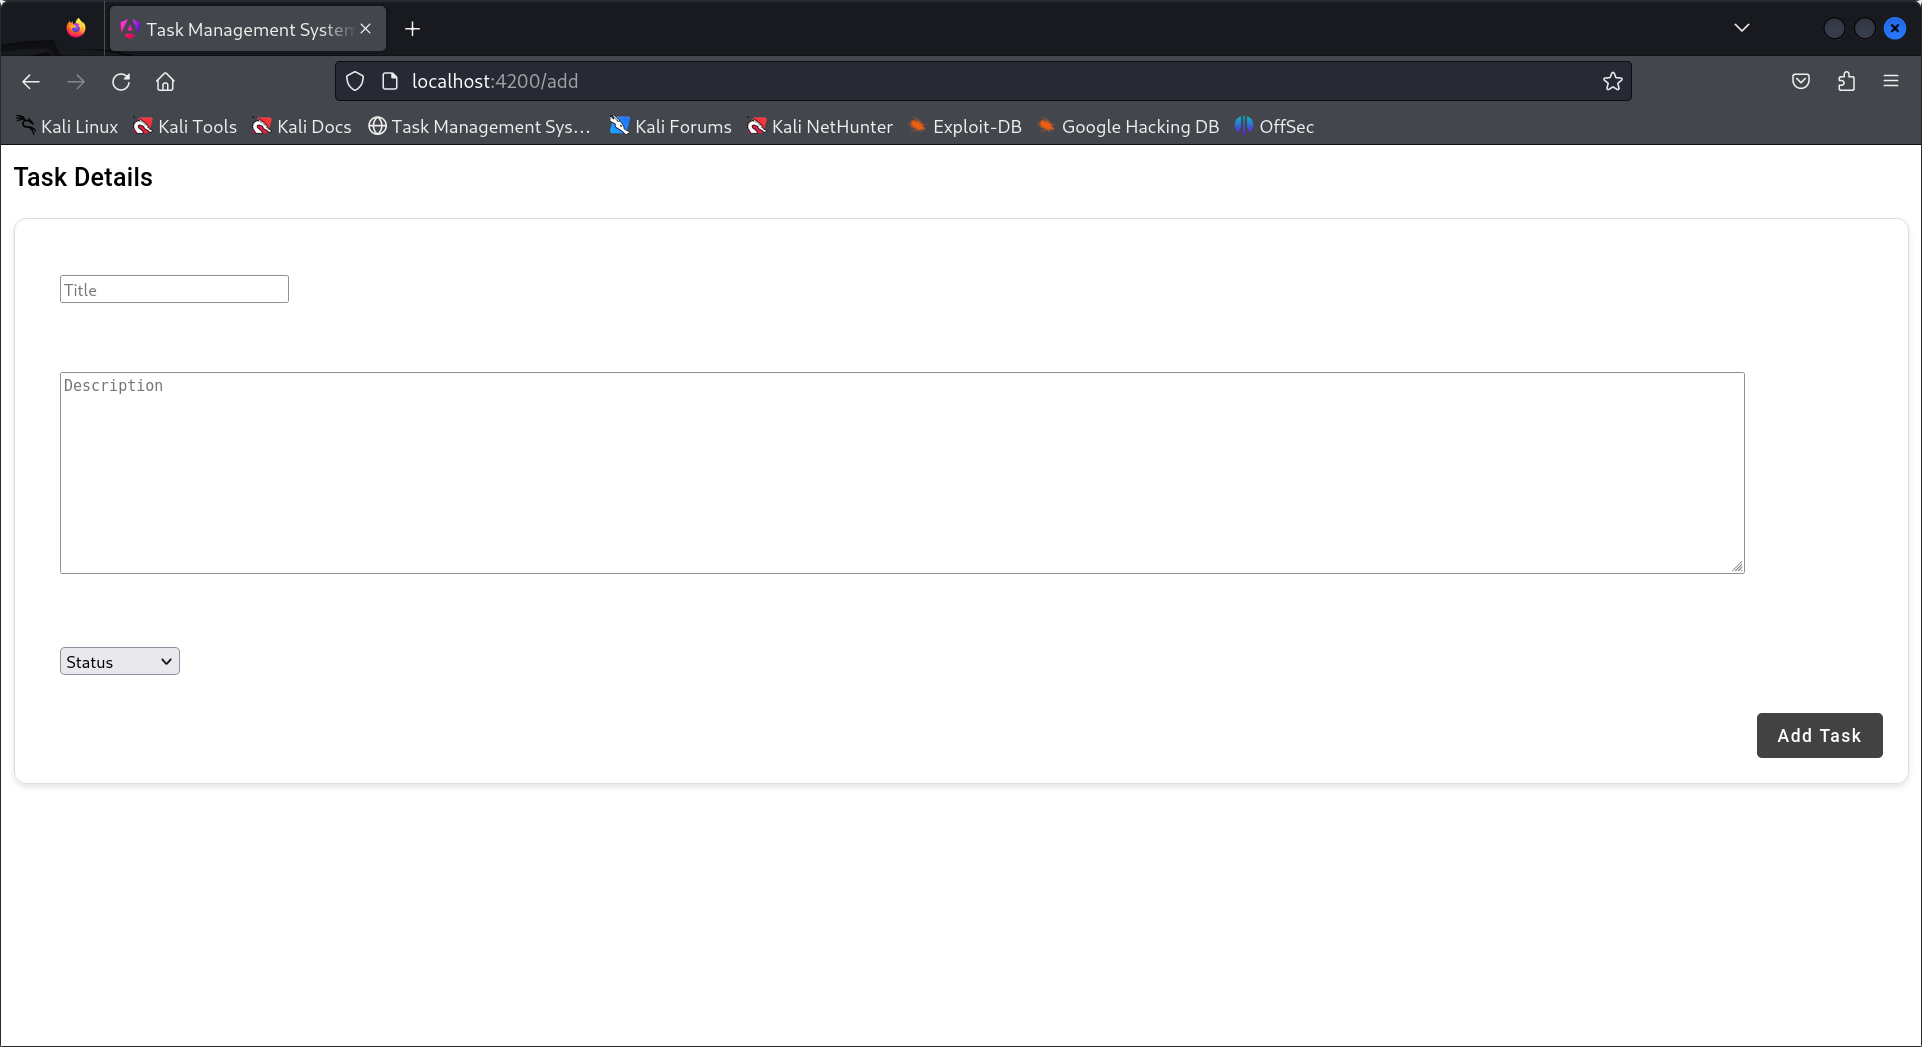 Task Management System
localhost:4200/add
Kali Linux Kali Tools Kali Docs Task Management Sys... Kali Forums Kali NetHunter Exploit-DB Google Hacking DB OffSec
Task Details
Title
Description
Status
Add Task